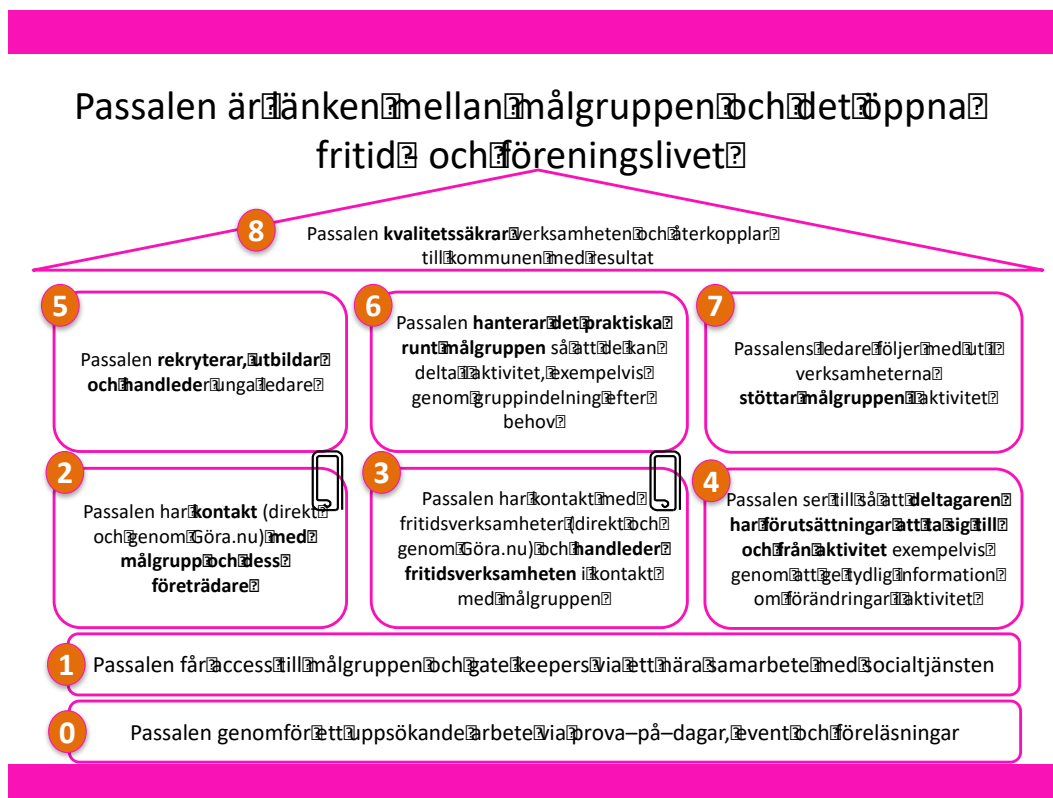 Passalen är länken mellan målgruppen och det öppna
fritid - och föreningslivet
8
Passalen kvalitetssäkrar verksamheten och återkopplar
till kommunen med resultat
5
Passalen rekryterar, utbildar
och handleder unga ledare
6
Passalen hanterar det praktiska
runt målgruppen så att de kan
delta i aktivitet, exempelvis
genom gruppindelning efter
behov
7
Passalens ledare följer med ut i
verksamheterna
stöttar målgruppen i aktivitet
2
Passalen har kontakt (direkt
och genom Göra.nu) med
målgrupp och dess
företrädare
3
Passalen har kontakt med
fritidsverksamheter (direkt och
genom Göra.nu) och handleder
fritidsverksamheten i kontakt
med målgruppen
4
Passalen ser till så att deltagaren
har förutsättningar att ta sig till
och från aktivitet exempelvis
genom att ge tydlig information
om förändringar i aktivitet
1
Passalen får access till målgruppen och gate keepers via ett nära samarbete med socialtjänsten
0
Passalen genomför ett uppsökande arbete via prova–på–dagar, event och föreläsningar